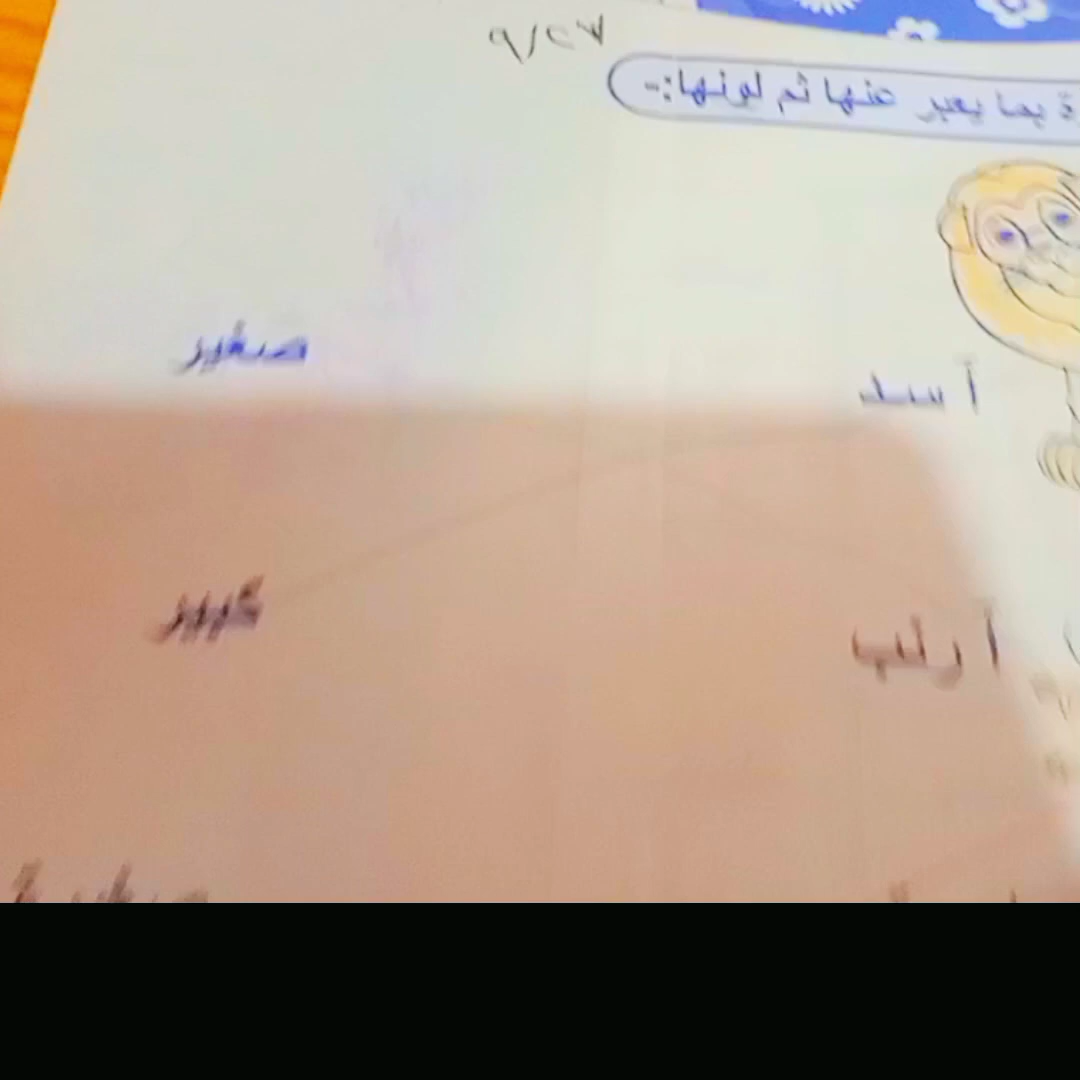 ٩/٢٧
ة بما يعبر عنها ثم لونها:-
أسد
صغير
أرنب
كبير